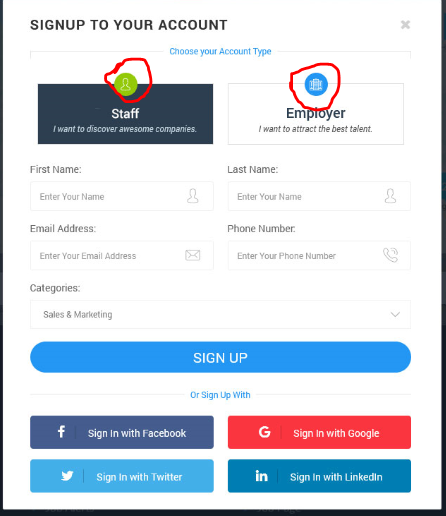 SIGNUP TO YOUR ACCOUNT
Choose your Account Type
Staff
I want to discover awesome companies.
Employer
I want to attract the best talent.
First Name:
Last Name:
Enter Your Name
Enter Your Name
Email Address:
Phone Number:
Enter Your Email Address
Enter Your Phone Number
Categories:
Sales & Marketing
SIGN UP
Or Sign Up With
f Sign In with Facebook
G Sign In with Google
Sign In with Twitter
in Sign In with LinkedIn